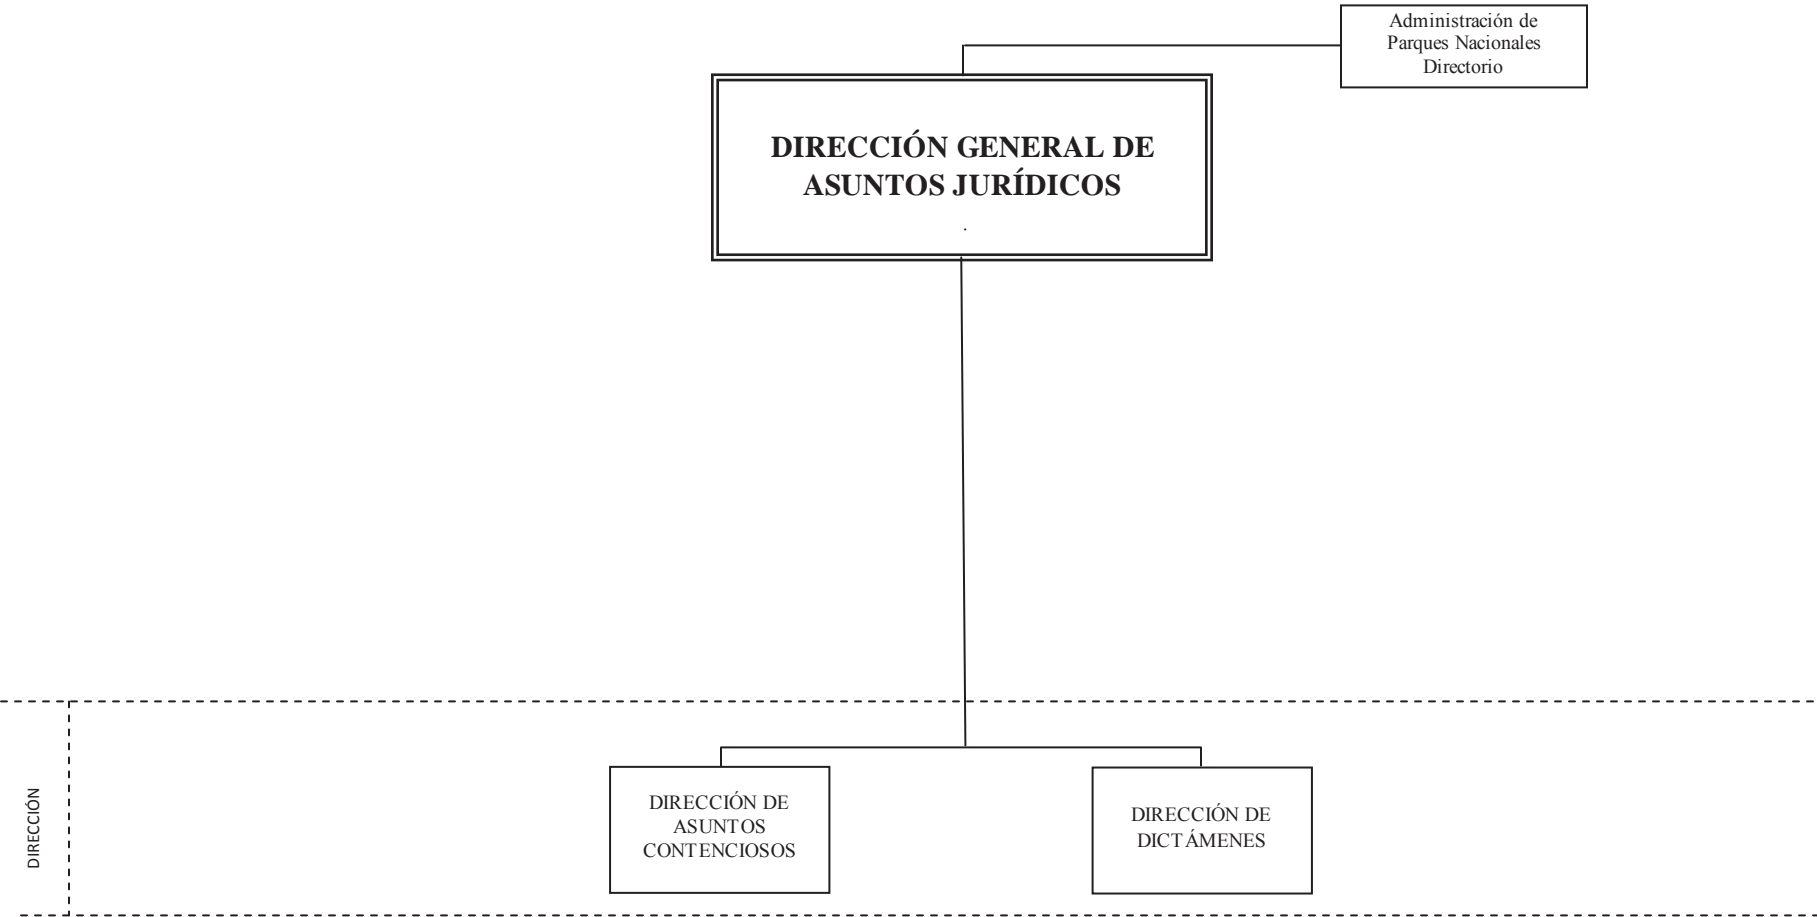 Administración de
Parques Nacionales
Directorio
DIRECCIÓN GENERAL DE
ASUNTOS JURÍDICOS
.
DIRECCIÓN
DIRECCIÓN DE
ASUNTOS
CONTENCIOSOS
DIRECCIÓN DE
DICTÁMENES